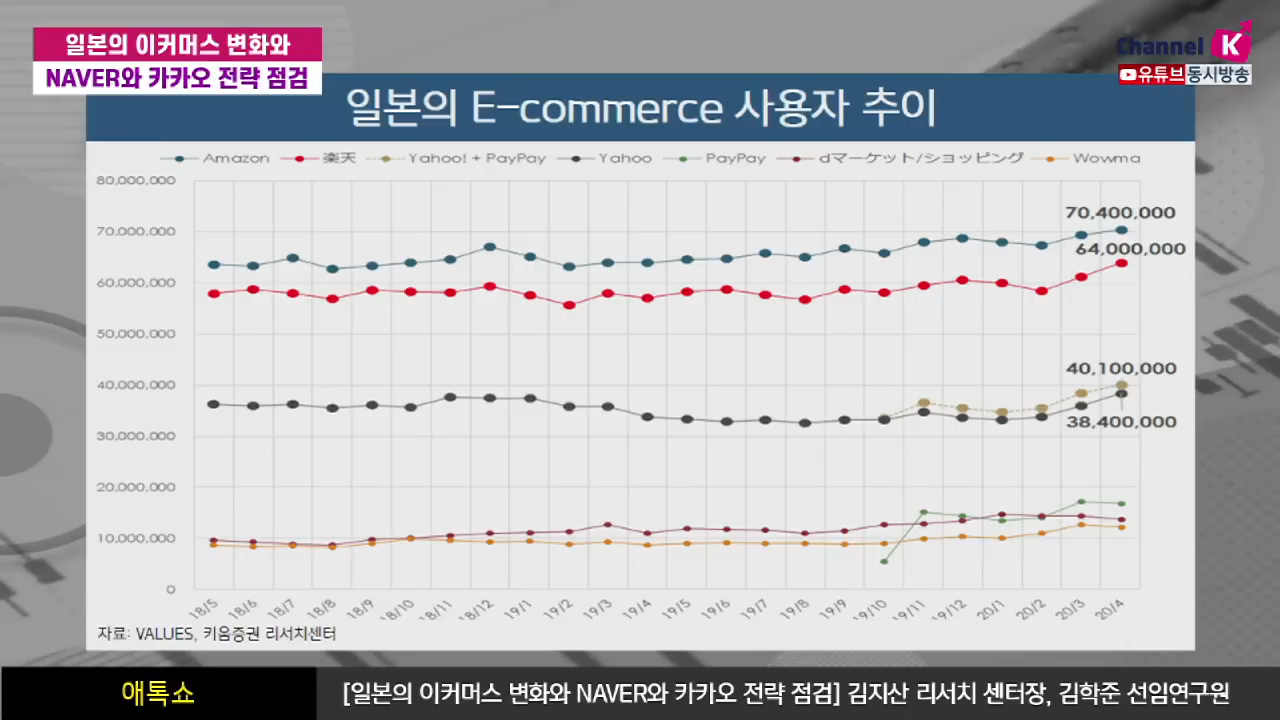 일본의 이커머스 변화와
NAVER와 카카오 전략 점검
Channel K
유튜브 동시방송
일본의 E-commerce 사용자 추이
Amazon 楽天 Yahoo! + PayPay Yahoo PayPay dマーケット/ショッピング Wowma
80,000,000
70,000,000
60,000,000
50,000,000
40,000,000
30,000,000
20,000,000
10,000,000
0
70,400,000
64,000,000
40,100,000
38,400,000
18/5 18/6 18/7 18/8 18/9 18/10 18/11 18/12 19/1 19/2 19/3 19/4 19/5 19/6 19/7 19/8 19/9 19/10 19/11 19/12 20/1 20/2 20/3 20/4
자료: VALUES, 키움증권 리서치센터
애톡쇼
[일본의 이커머스 변화와 NAVER와 카카오 전략 점검] 김지산 리서치 센터장, 김학준 선임연구원